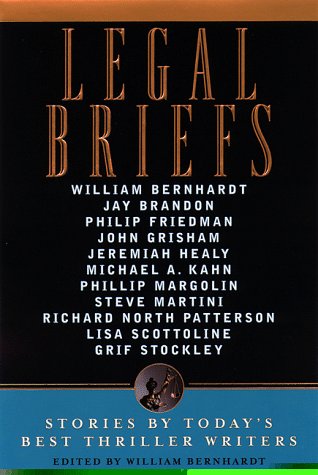 LEGAL
BRIEFS
WILLIAM BERNHARDT
JAY BRANDON
PHILIP FRIEDMAN
JOHN GRISHAM
JEREMIAH HEALY
MICHAEL A. KAHN
PHILLIP MARGOLIN
STEVE MARTINI
RICHARD NORTH PATTERSON
LISA SCOTTOLINE
GRIF STOCKLEY
STORIES BY TODAY'S
BEST THRILLER WRITERS
EDITED BY WILLIAM BERNHARDT